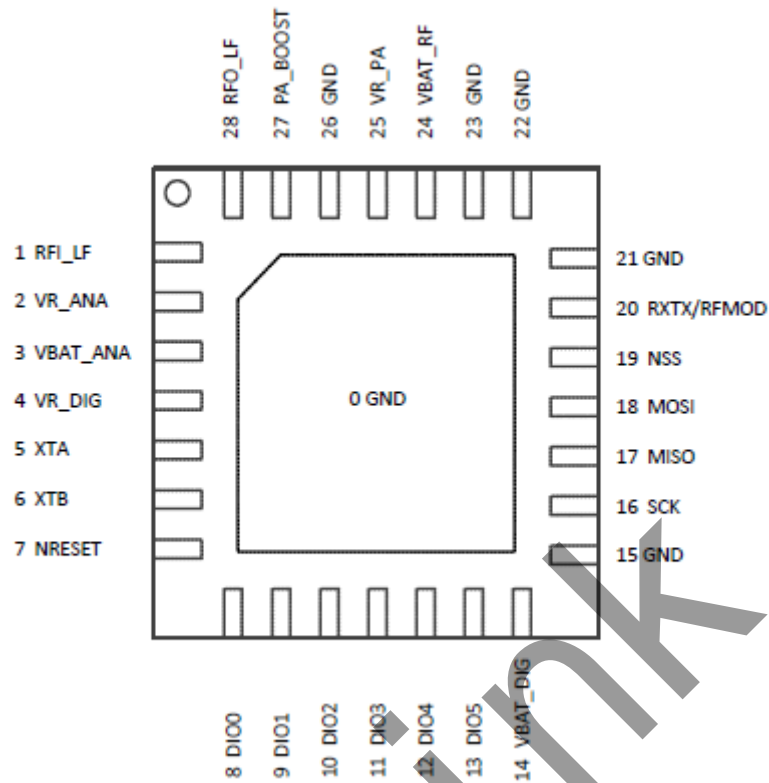 28 RFO_LF
27 PA_BOOST
26 GND
25 VR_PA
24 VBAT_RF
23 GND
22 GND
1 RFI_LF
2 VR_ANA
3 VBAT_ANA
4 VR_DIG
5 XTA
6 XTB
7 NRESET
0 GND
21 GND
20 RXTX/RFMOD
19 NSS
18 MOSI
17 MISO
16 SCK
15 GND
8 DIO0
9 DIO1
10 DIO2
11 DIO3
12 DIO4
13 DIO5
14 VBAT_DIG
ink